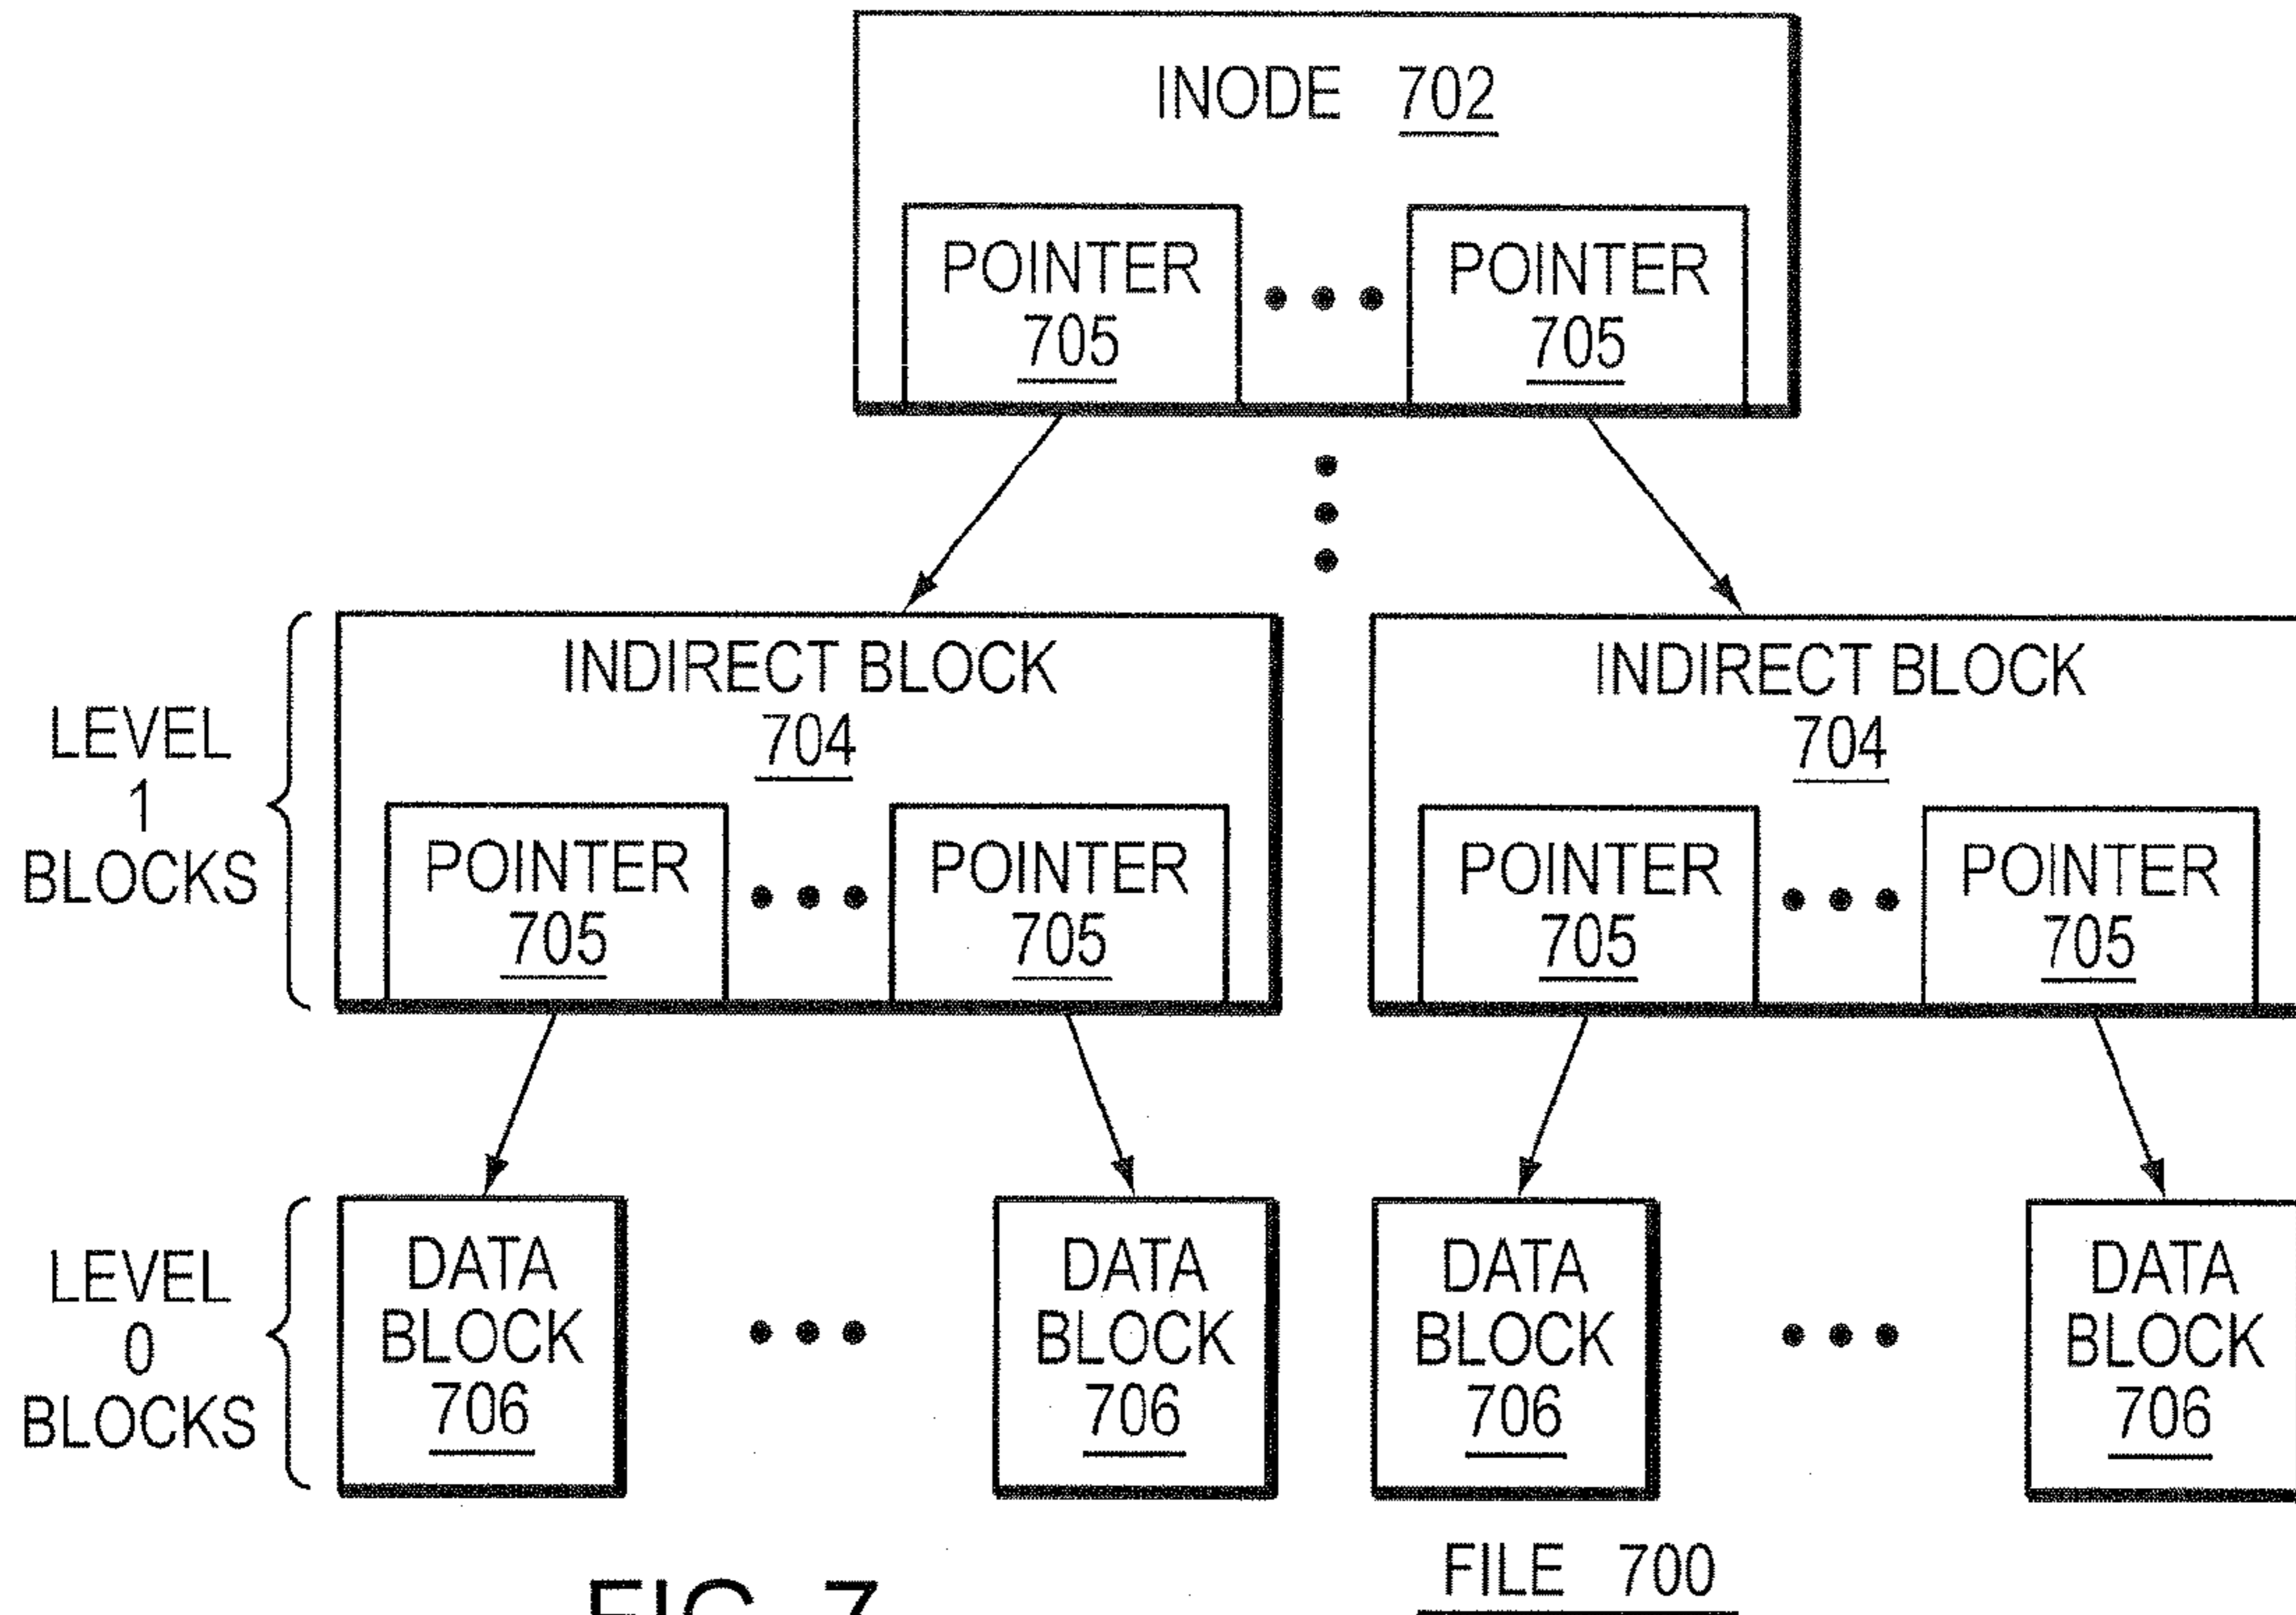 INODE 702
POINTER
705
POINTER
705
LEVEL
1
BLOCKS
INDIRECT BLOCK
704
POINTER
705
POINTER
705
INDIRECT BLOCK
704
POINTER
705
POINTER
705
LEVEL
0
BLOCKS
DATA
BLOCK
706
DATA
BLOCK
706
DATA
BLOCK
706
DATA
BLOCK
706
FILE 700
FIG. 7